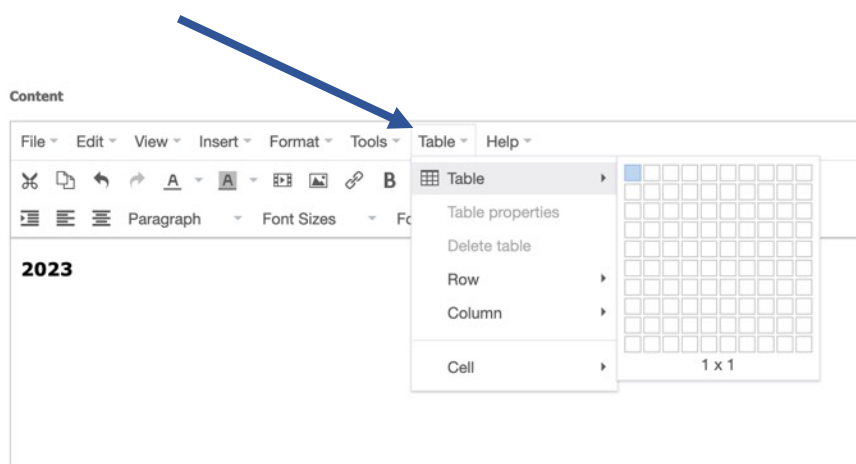 Content
File Edit View Insert Format Tools Table Help
A A B Table
Paragraph Font Sizes Fo Table properties
Delete table
2023
Row
Column
Cell
1 x 1